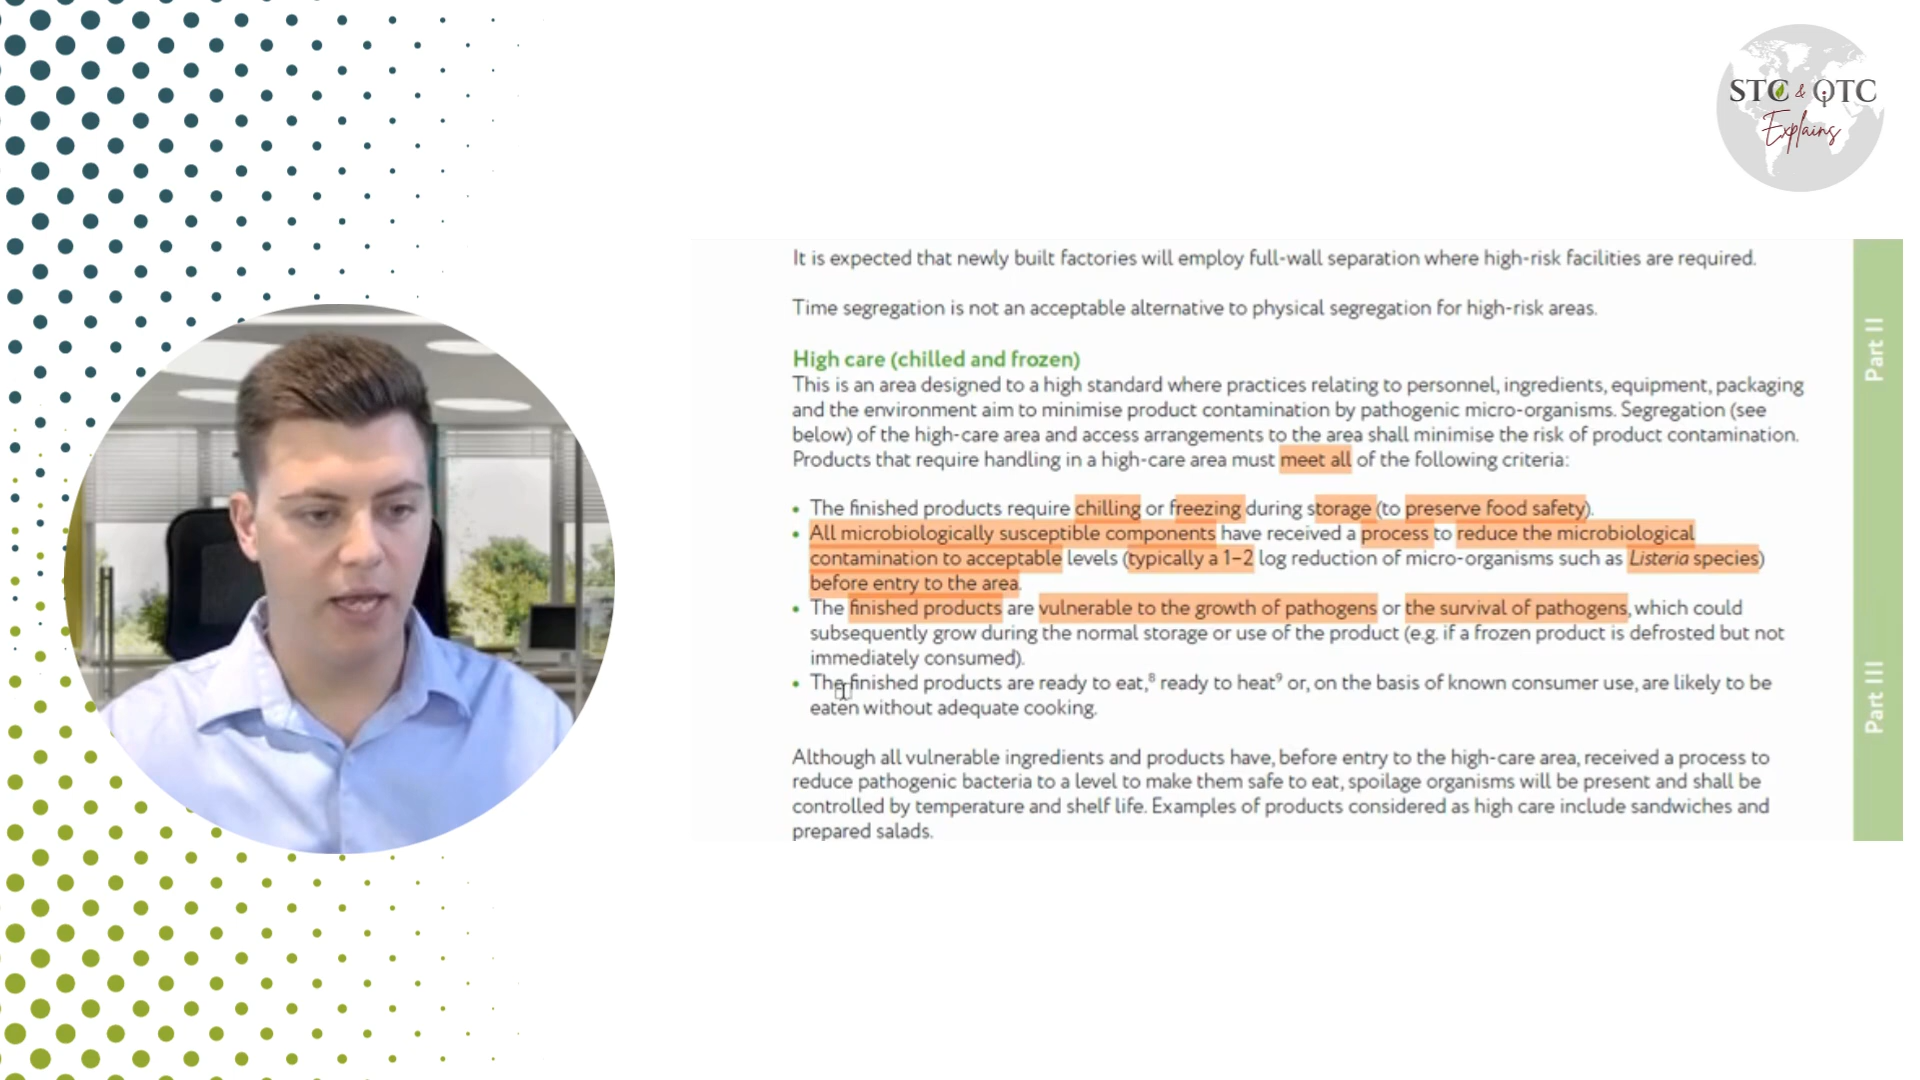 STC & QTC
Explains
It is expected that newly built factories will employ full-wall separation where high-risk facilities are required.
Time segregation is not an acceptable alternative to physical segregation for high-risk areas.
High care (chilled and frozen)
This is an area designed to a high standard where practices relating to personnel, ingredients, equipment, packaging
and the environment aim to minimise product contamination by pathogenic micro-organisms. Segregation (see
below) of the high-care area and access arrangements to the area shall minimise the risk of product contamination.
Products that require handling in a high-care area must meet all of the following criteria:
• The finished products require chilling or freezing during storage (to preserve food safety).
• All microbiologically susceptible components have received a process to reduce the microbiological
contamination to acceptable levels (typically a 1–2 log reduction of micro-organisms such as Listeria species)
before entry to the area.
• The finished products are vulnerable to the growth of pathogens or the survival of pathogens, which could
subsequently grow during the normal storage or use of the product (e.g. if a frozen product is defrosted but not
immediately consumed).
• The finished products are ready to eat,⁸ ready to heat⁹ or, on the basis of known consumer use, are likely to be
eaten without adequate cooking.
Although all vulnerable ingredients and products have, before entry to the high-care area, received a process to
reduce pathogenic bacteria to a level to make them safe to eat, spoilage organisms will be present and shall be
controlled by temperature and shelf life. Examples of products considered as high care include sandwiches and
prepared salads.
Part II
Part III